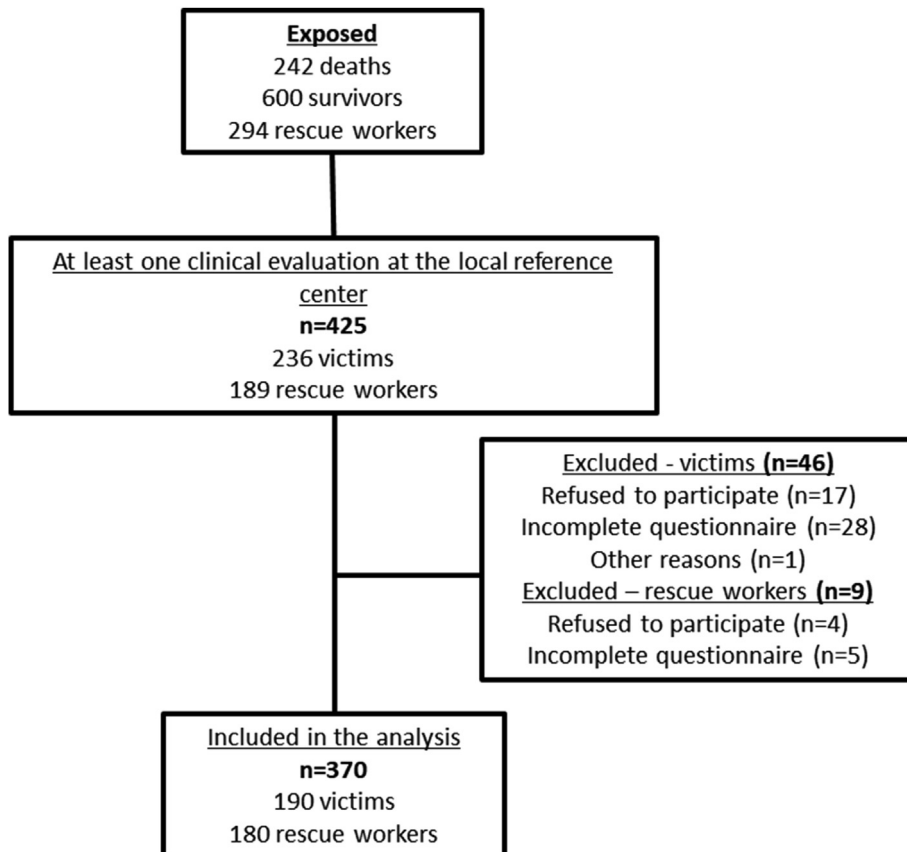 Exposed
242 deaths
600 survivors
294 rescue workers
At least one clinical evaluation at the local reference
center
n=425
236 victims
189 rescue workers
Excluded - victims (n=46)
Refused to participate (n=17)
Incomplete questionnaire (n=28)
Other reasons (n=1)
Excluded – rescue workers (n=9)
Refused to participate (n=4)
Incomplete questionnaire (n=5)
Included in the analysis
n=370
190 victims
180 rescue workers